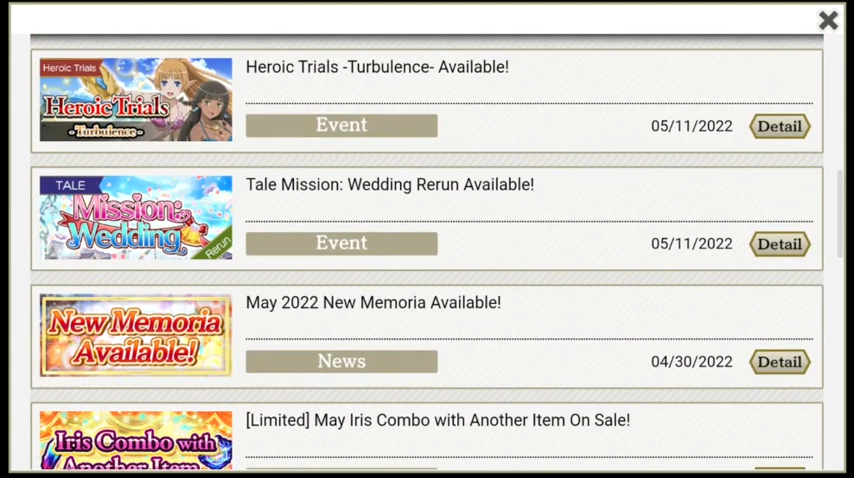 Heroic Trials
Heroic Trials
-Turbulence-
Heroic Trials -Turbulence- Available!
Event
05/11/2022
Detail
TALE
Mission:
Wedding
Rerun
Tale Mission: Wedding Rerun Available!
Event
05/11/2022
Detail
New Memoria
Available!
May 2022 New Memoria Available!
News
04/30/2022
Detail
Iris Combo with
Another Item
[Limited] May Iris Combo with Another Item On Sale!